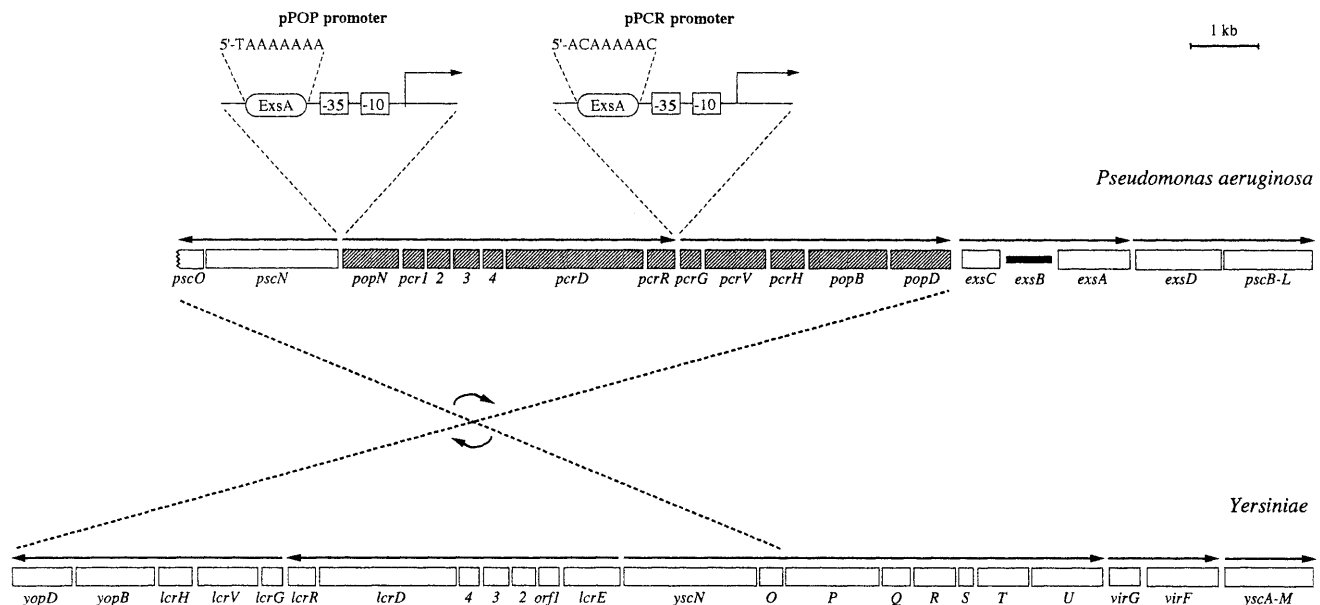 pPOP promoter
pPCR promoter
1 kb
5'-TAAAAAAA
5'-ACAAAAAC
ExsA -35 -10
ExsA -35 -10
Pseudomonas aeruginosa
pscO pscN popN pcr1 2 3 4 pcrD pcrR pcrG pcrV pcrH popB popD exsC exsB exsA exsD pscB-L
Yersiniae
yopD yopB lcrH lcrV lcrG lcrR lcrD 4 3 2 orf1 lcrE yscN O P Q R S T U virG virF yscA-M